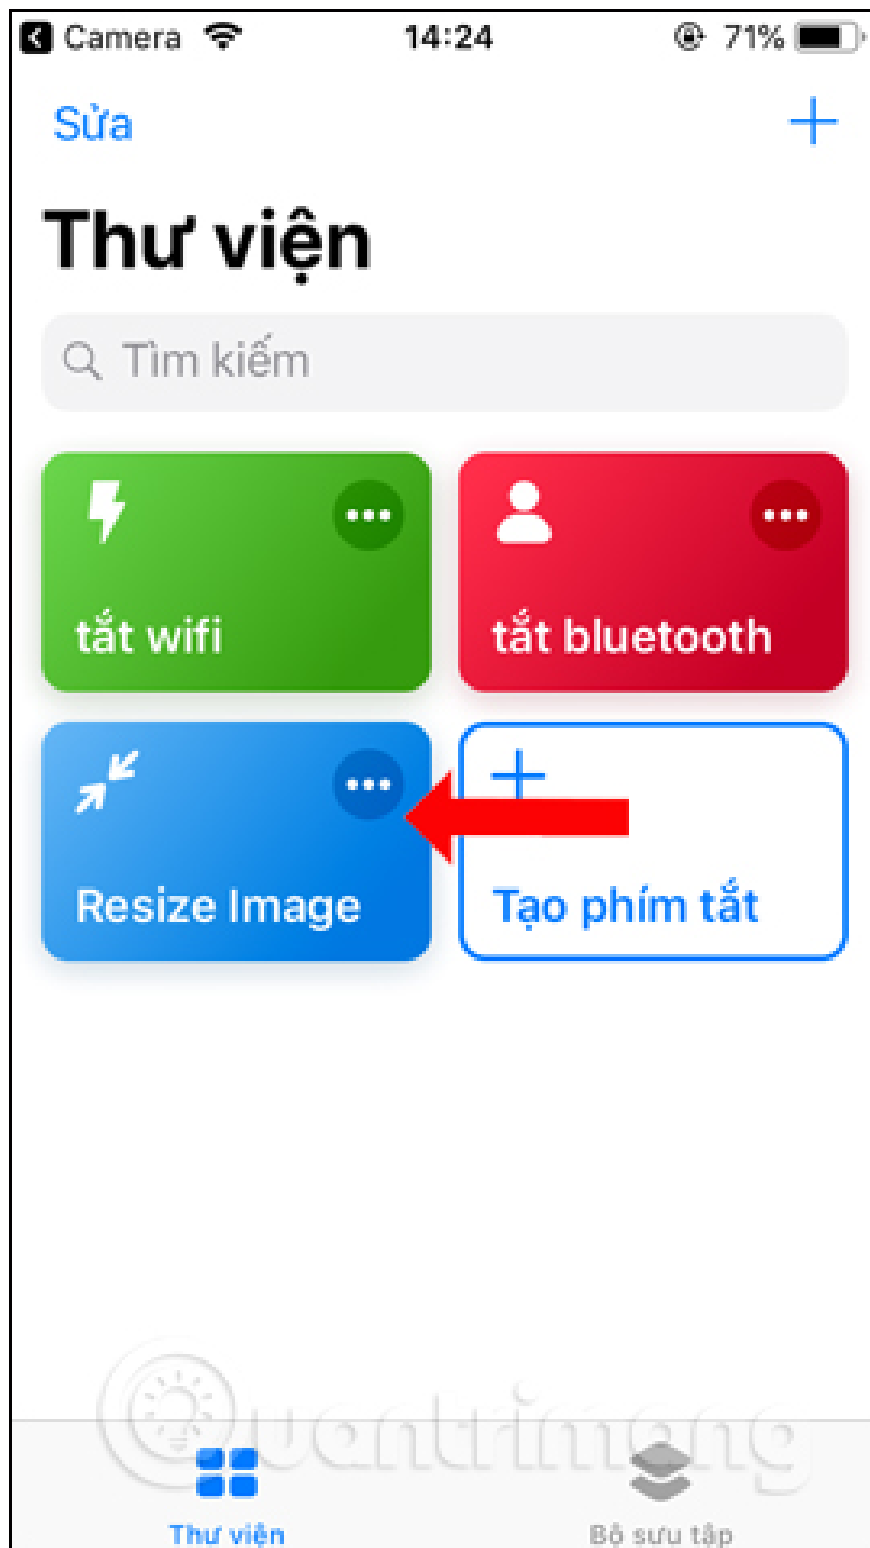 Camera 14:24 71%
Sửa
Thư viện
Tìm kiếm
tắt wifi
tắt bluetooth
Resize Image
Tạo phím tắt
Quantrimang
Thư viện
Bộ sưu tập